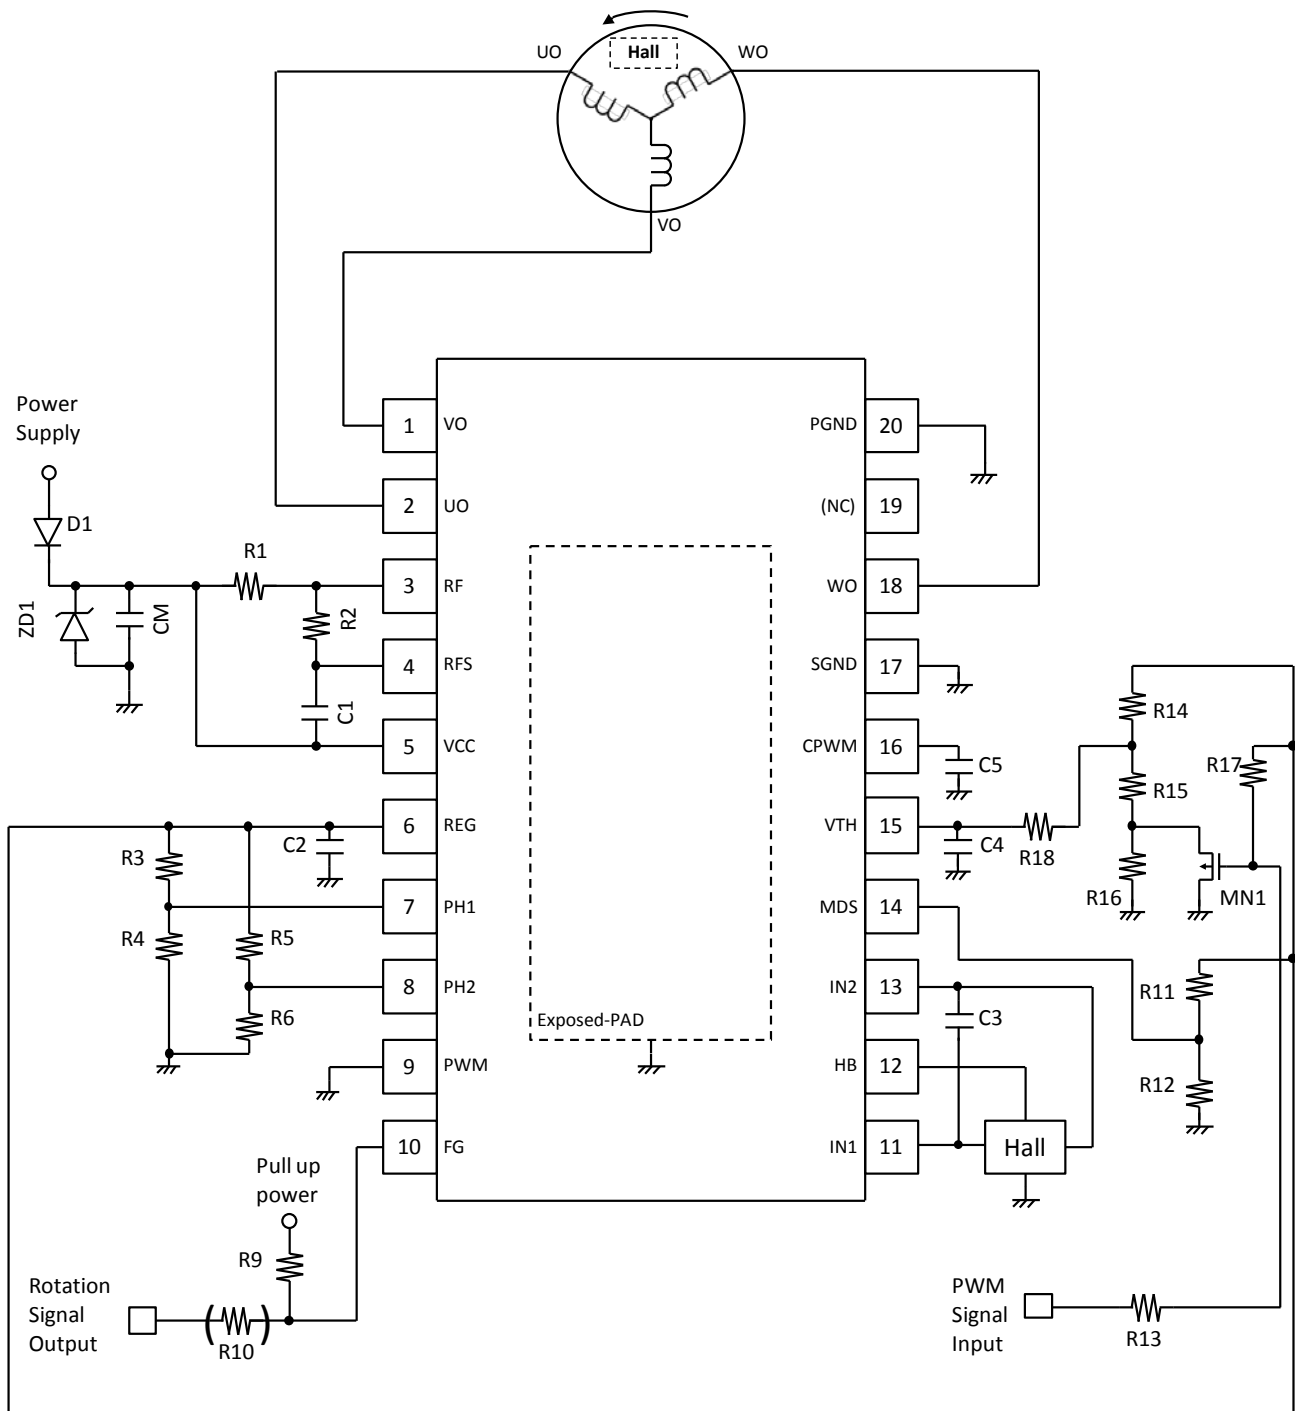 UO
Hall
WO
VO
Power
Supply
D1
ZD1
CM
R1
R2
C1
1
VO
2
UO
3
RF
4
RFS
5
VCC
6
REG
7
PH1
8
PH2
9
PWM
10
FG
R3
R4
R5
R6
C2
PGND
20
(NC)
19
WO
18
SGND
17
CPWM
16
VTH
15
MDS
14
IN2
13
HB
12
IN1
11
Exposed-PAD
C5
C4
R18
R14
R15
R16
R17
MN1
R11
R12
C3
Hall
Pull up
power
R9
Rotation
Signal
Output
(R10)
PWM
Signal
Input
R13